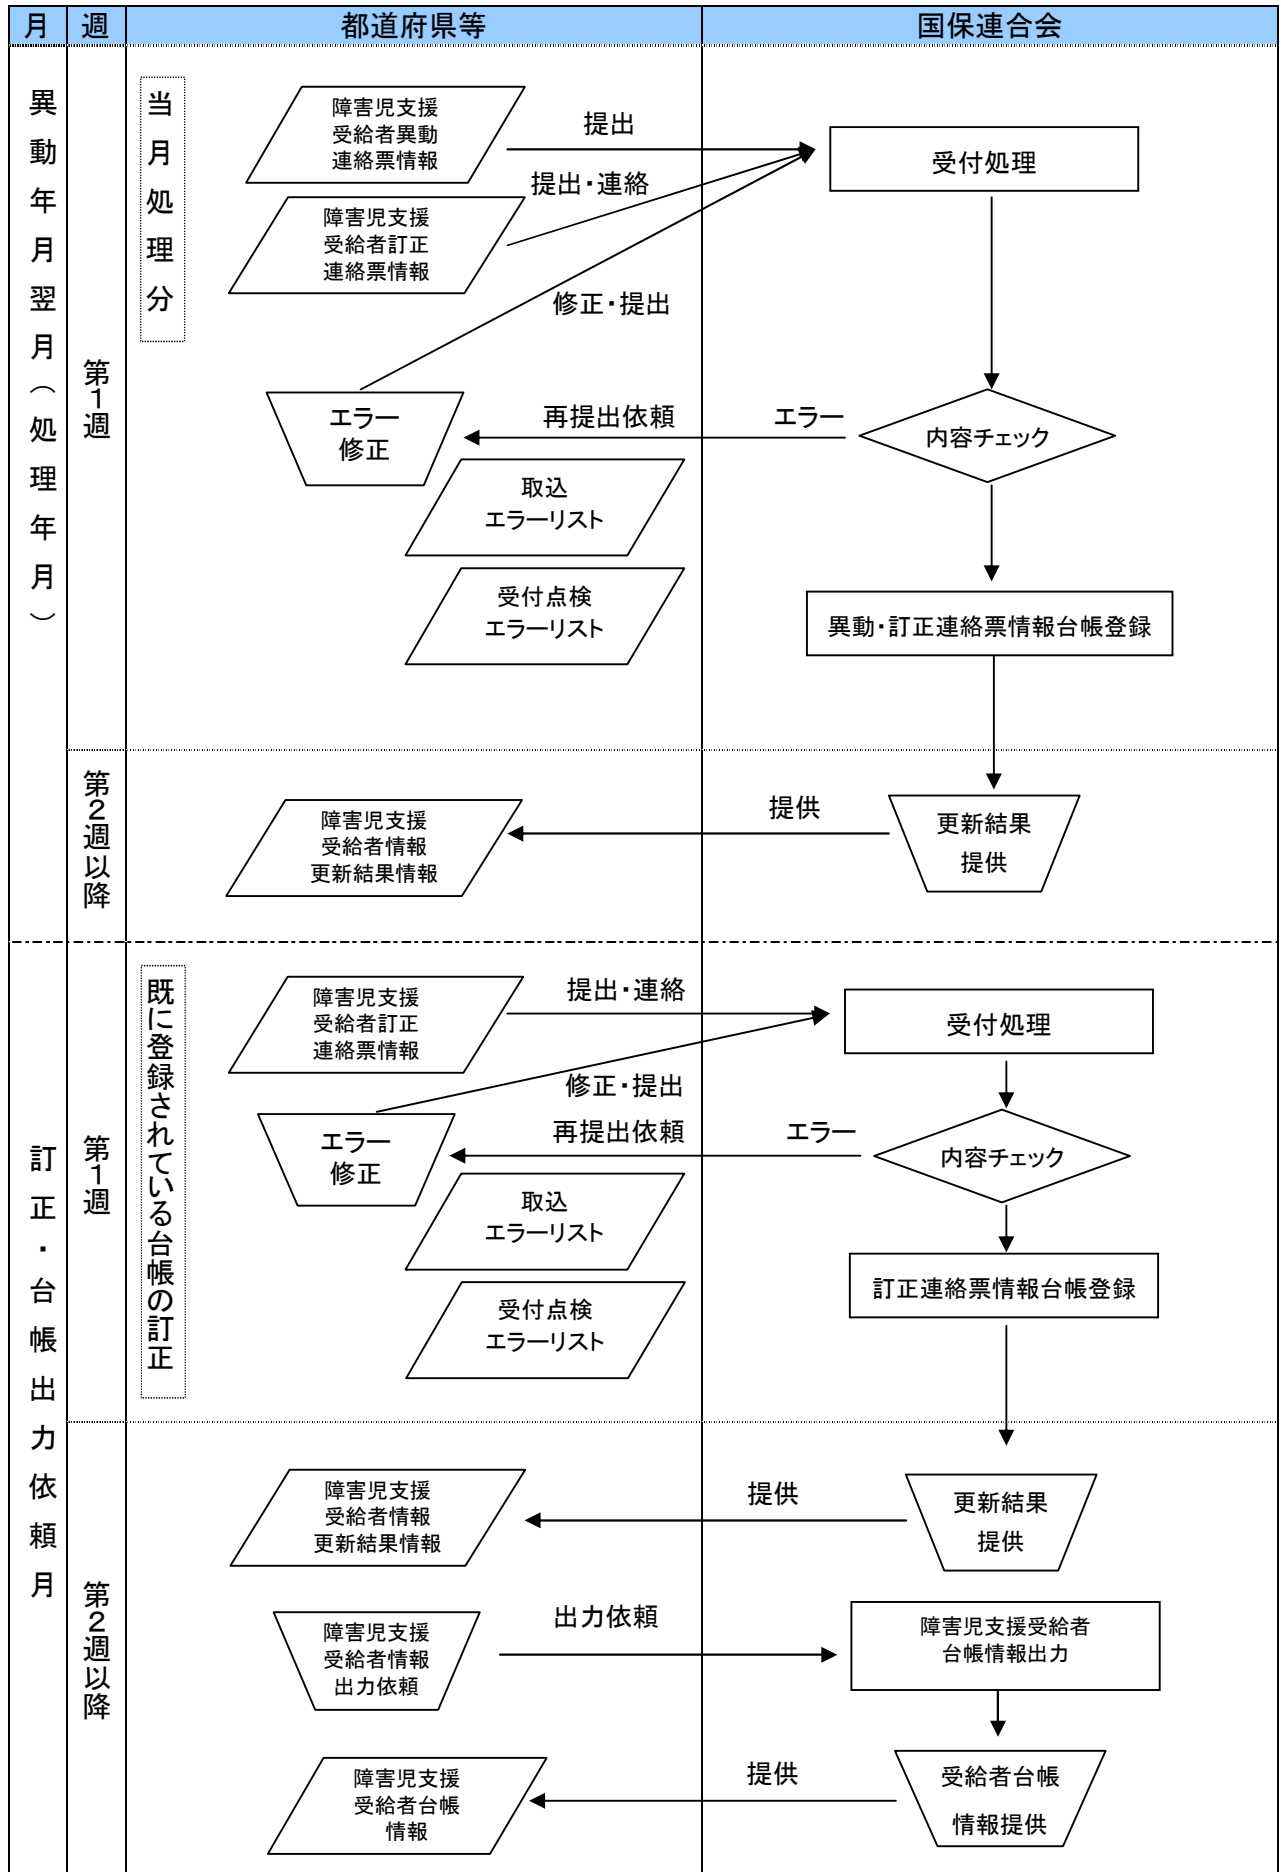 月
週
都道府県等
国保連合会
異動年月翌月（処理年月）
第1週
当月処理分
障害児支援
受給者異動
連絡票情報
提出
受付処理
提出・連絡
障害児支援
受給者訂正
連絡票情報
修正・提出
エラー
修正
再提出依頼
エラー
内容チェック
取込
エラーリスト
受付点検
エラーリスト
異動・訂正連絡票情報台帳登録
第2週以降
障害児支援
受給者情報
更新結果情報
提供
更新結果
提供
訂正・台帳出力依頼月
第1週
既に登録されている台帳の訂正
障害児支援
受給者訂正
連絡票情報
提出・連絡
受付処理
修正・提出
エラー
修正
再提出依頼
エラー
内容チェック
取込
エラーリスト
訂正連絡票情報台帳登録
受付点検
エラーリスト
第2週以降
障害児支援
受給者情報
更新結果情報
提供
更新結果
提供
障害児支援
受給者情報
出力依頼
出力依頼
障害児支援受給者
台帳情報出力
障害児支援
受給者台帳
情報
提供
受給者台帳
情報提供